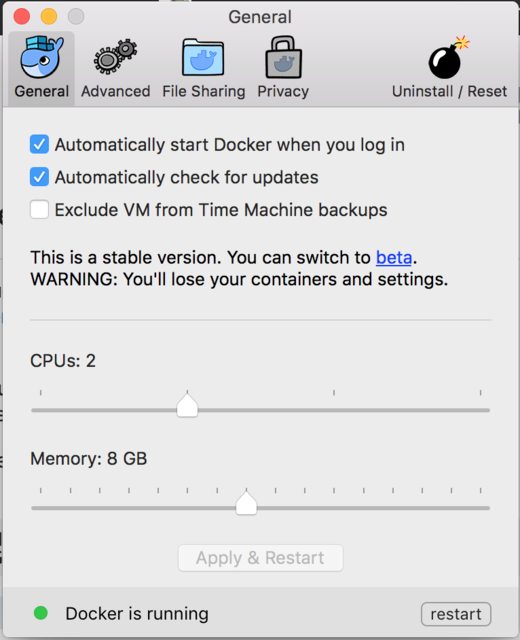 General
General
Advanced
File Sharing
Privacy
Uninstall / Reset
Automatically start Docker when you log in
Automatically check for updates
Exclude VM from Time Machine backups
This is a stable version. You can switch to beta.
WARNING: You'll lose your containers and settings.
CPUs: 2
Memory: 8 GB
Apply & Restart
Docker is running
restart